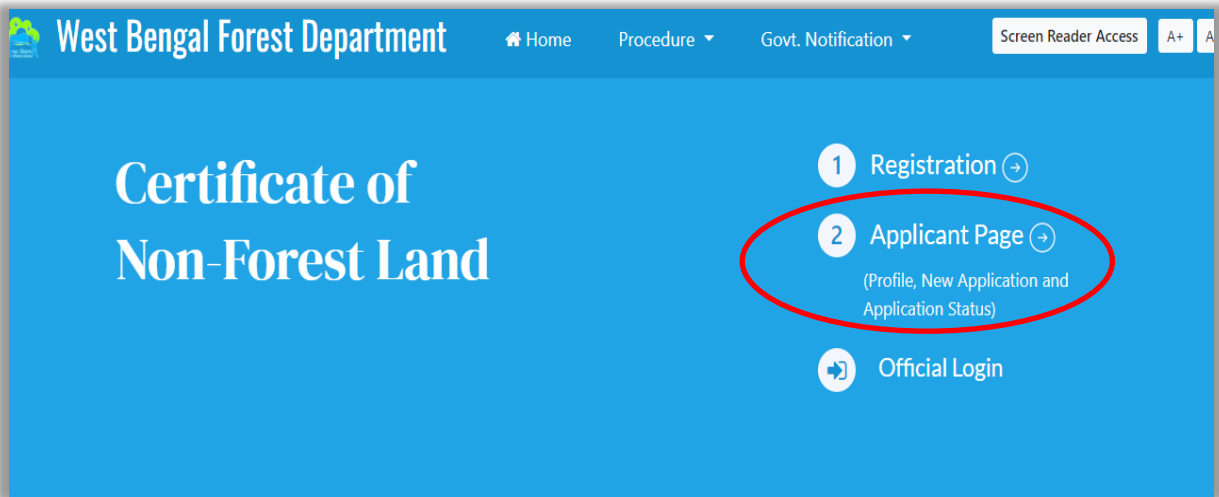 West Bengal Forest Department
Home
Procedure
Govt. Notification
Screen Reader Access
A+
A
Certificate of
Non-Forest Land
1 Registration
2 Applicant Page
(Profile, New Application and
Application Status)
Official Login